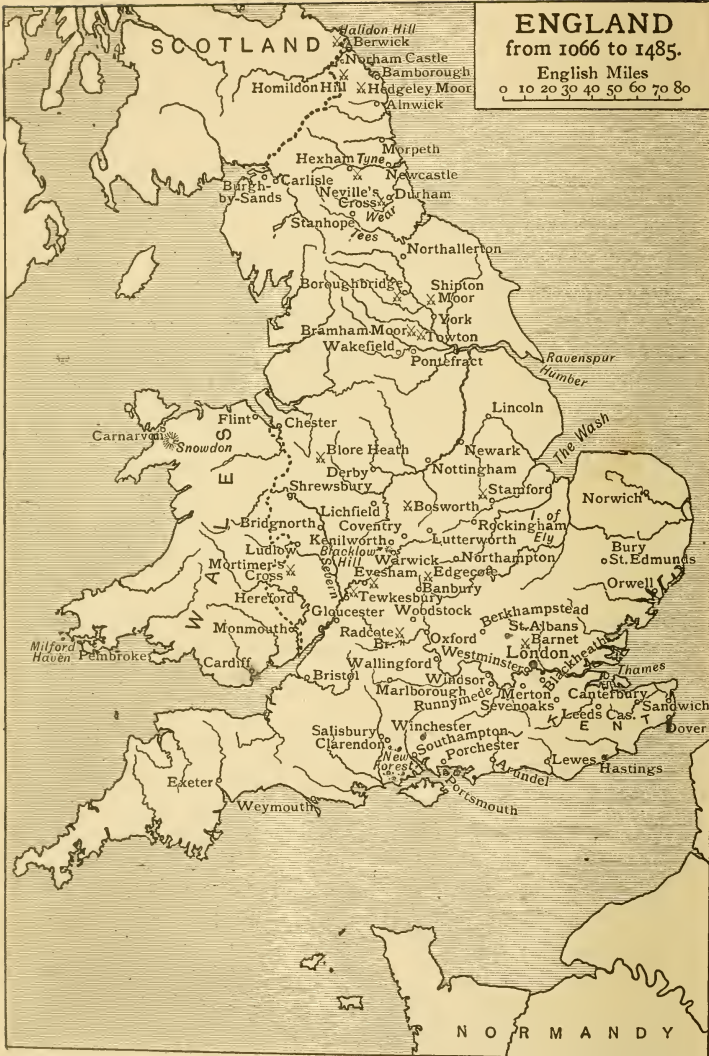 ENGLAND
from 1066 to 1485.
English Miles
0 10 20 30 40 50 60 70 80
SCOTLAND
Halidon Hill
Berwick
Norham Castle
Bamborough
Homildon Hill
Hedgeley Moor
Alnwick
Morpeth
Hexham
Tyne
Newcastle
Burgh-
by-Sands
Carlisle
Neville's
Cross
Durham
Wear
Stanhope
Tees
Northallerton
Boroughbridge
Shipton
Moor
York
Bramham Moor
Towton
Wakefield
Pontefract
Ravenspur
Humber
Lincoln
Flint
Chester
Carnarvon
Snowdon
WALES
Blore Heath
Derby
Newark
Nottingham
The Wash
Shrewsbury
Stamford
Norwich
Lichfield
Bosworth
Bridgnorth
Coventry
Rockingham
I. of
Ely
Kenilworth
Lutterworth
Ludlow
Blacklow
Hill
Warwick
Northampton
Bury
St. Edmunds
Mortimer's
Cross
Severn
Evesham
Edgecote
Banbury
Orwell
Hereford
Tewkesbury
Gloucester
Woodstock
Berkhampstead
Monmouth
Radcote
Br.
Oxford
St. Albans
Barnet
Milford
Haven
Pembroke
Wallingford
Westminster
London
Blackheath
Cardiff
Thames
Bristol
Windsor
Marlborough
Runnymede
Merton
Canterbury
Sandwich
Sevenoaks
Leeds Cas.
KENT
Dover
Salisbury
Clarendon
Winchester
Southampton
Porchester
New
Forest
Arundel
Lewes
Hastings
Exeter
Weymouth
Portsmouth
NORMANDY